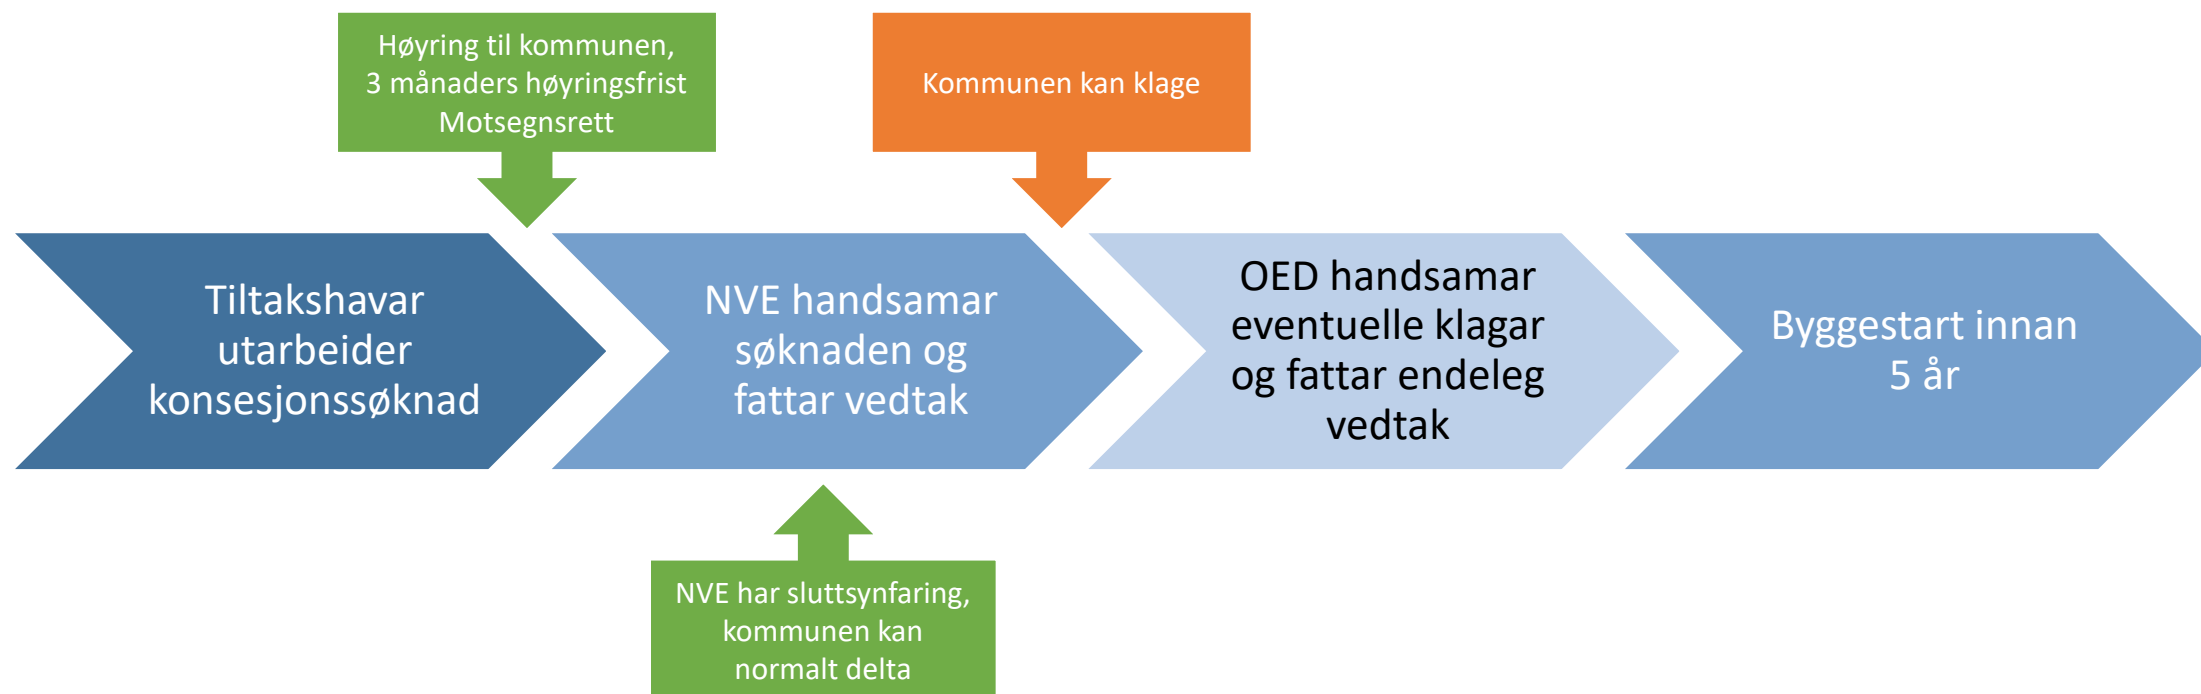 Høyring til kommunen,
3 månaders høyringsfrist
Motsegnsrett
Kommunen kan klage
Tiltakshavar
utarbeider
konsesjonssøknad
NVE handsamar
søknaden og
fattar vedtak
OED handsamar
eventuelle klagar
og fattar endeleg
vedtak
Byggestart innan
5 år
NVE har sluttsynfaring,
kommunen kan
normalt delta